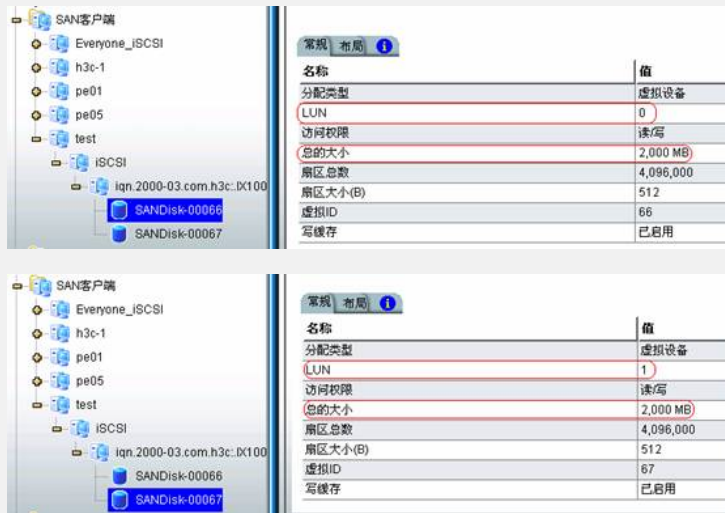 SAN客户端
Everyone_iSCSI
h3c-1
pe01
pe05
test
iSCSI
iqn.2000-03.com.h3c:.IX100
SANDisk-00066
SANDisk-00067
常规 布局
名称 值
分配类型 虚拟设备
LUN 0
访问权限 读/写
总的大小 2,000 MB
扇区总数 4,096,000
扇区大小(B) 512
虚拟ID 66
写缓存 已启用
SAN客户端
Everyone_iSCSI
h3c-1
pe01
pe05
test
iSCSI
iqn.2000-03.com.h3c:.IX100
SANDisk-00066
SANDisk-00067
常规 布局
名称 值
分配类型 虚拟设备
LUN 1
访问权限 读/写
总的大小 2,000 MB
扇区总数 4,096,000
扇区大小(B) 512
虚拟ID 67
写缓存 已启用